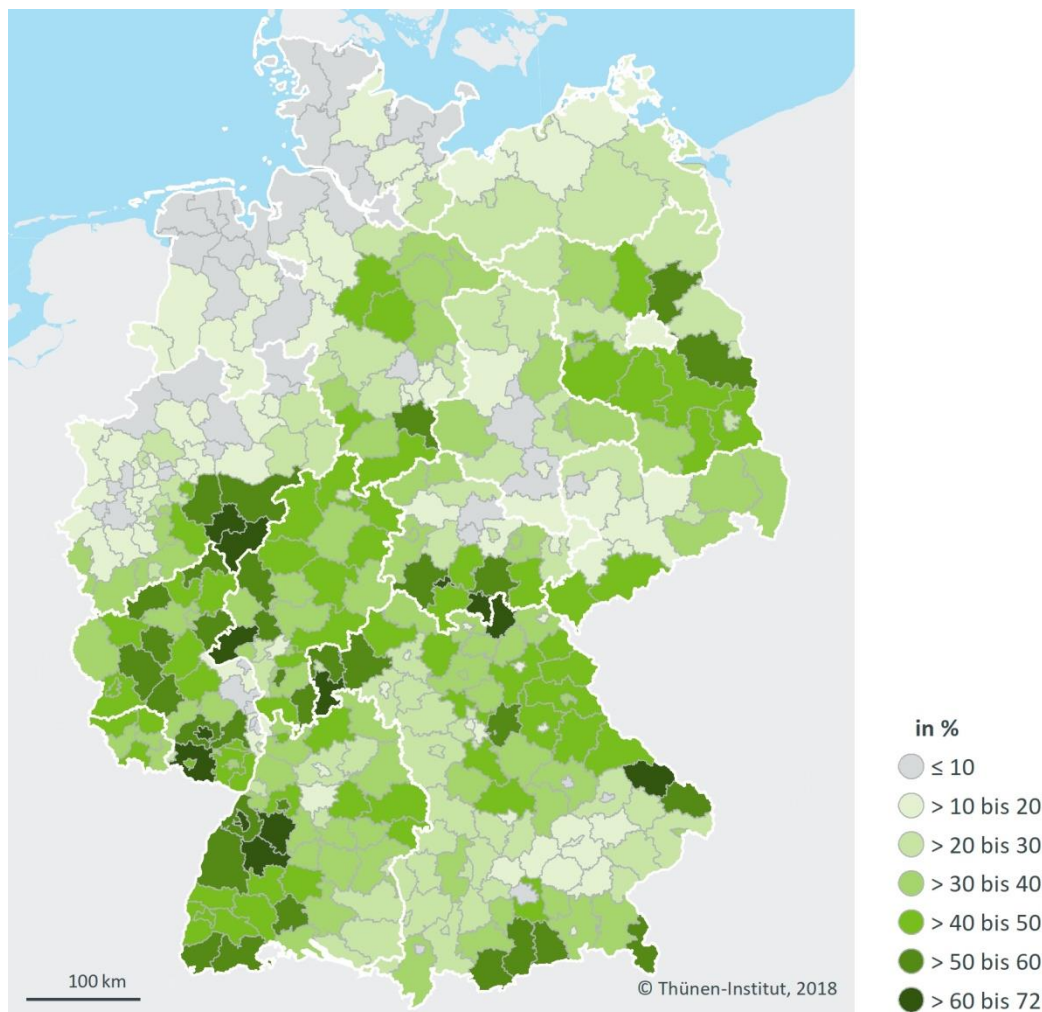 in %
≤ 10
> 10 bis 20
> 20 bis 30
> 30 bis 40
> 40 bis 50
> 50 bis 60
> 60 bis 72
100 km
© Thünen-Institut, 2018